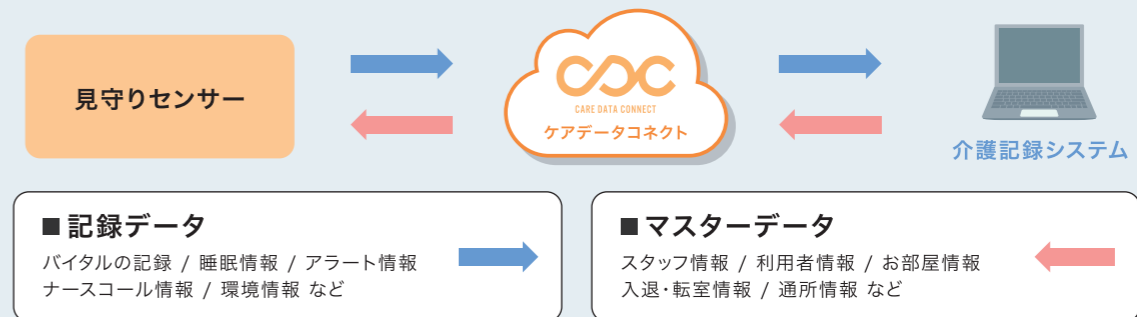 見守りセンサー
CDC
CARE DATA CONNECT
ケアデータコネクト
介護記録システム
■記録データ
バイタルの記録 / 睡眠情報 / アラート情報
ナースコール情報 / 環境情報 など
■マスターデータ
スタッフ情報 / 利用者情報 / お部屋情報
入退・転室情報 / 通所情報 など